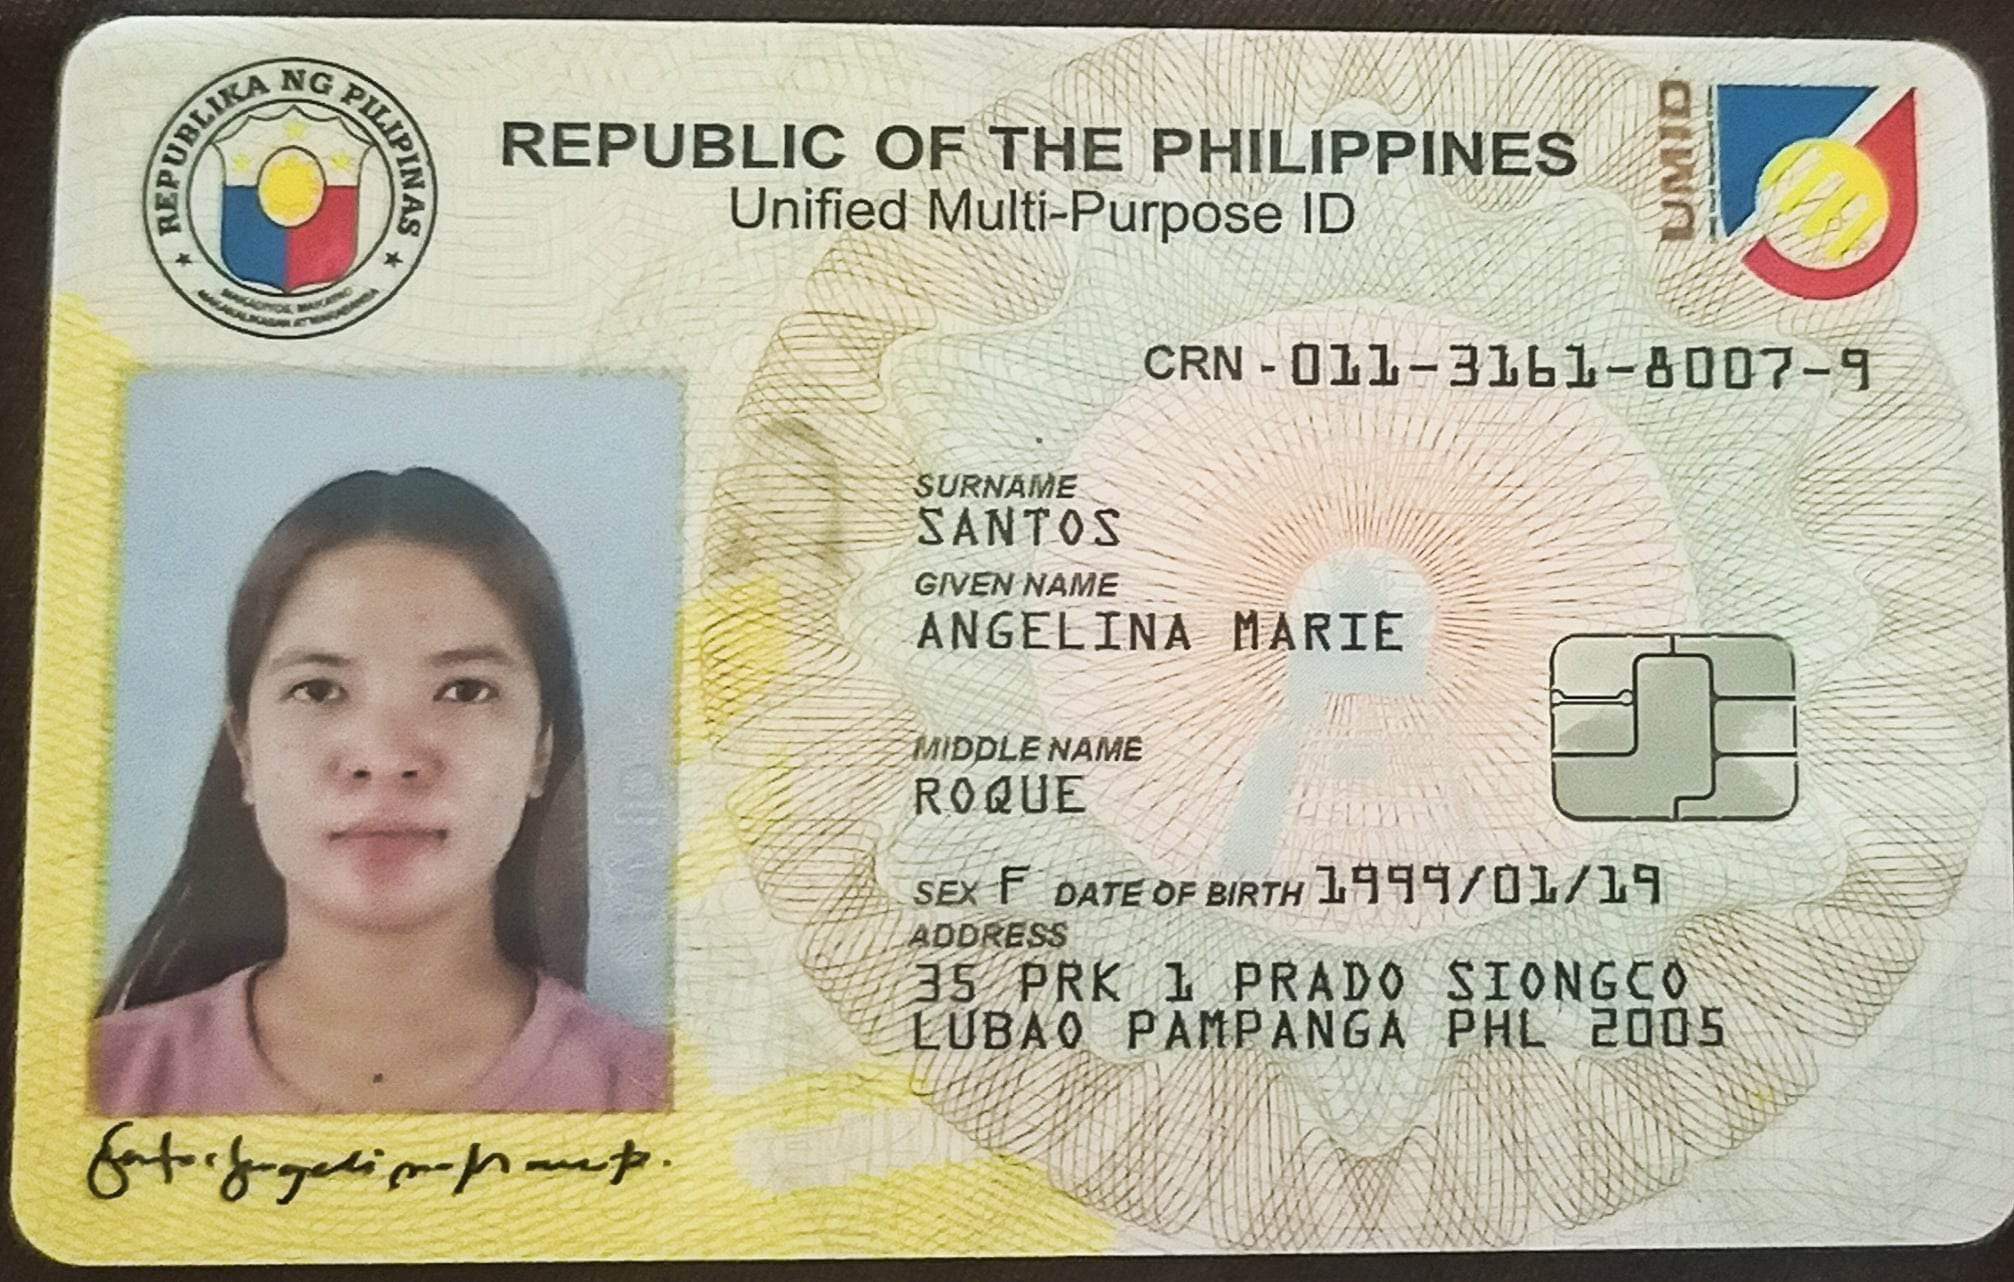 REPUBLIKA NG PILIPINAS
REPUBLIC OF THE PHILIPPINES
Unified Multi-Purpose ID
UMID
CRN - 011-3161-8007-9
SURNAME
SANTOS
GIVEN NAME
ANGELINA MARIE
MIDDLE NAME
ROQUE
SEX F DATE OF BIRTH 1999/01/19
ADDRESS
35 PRK 1 PRADO SIONGCO
LUBAO PAMPANGA PHL 2005